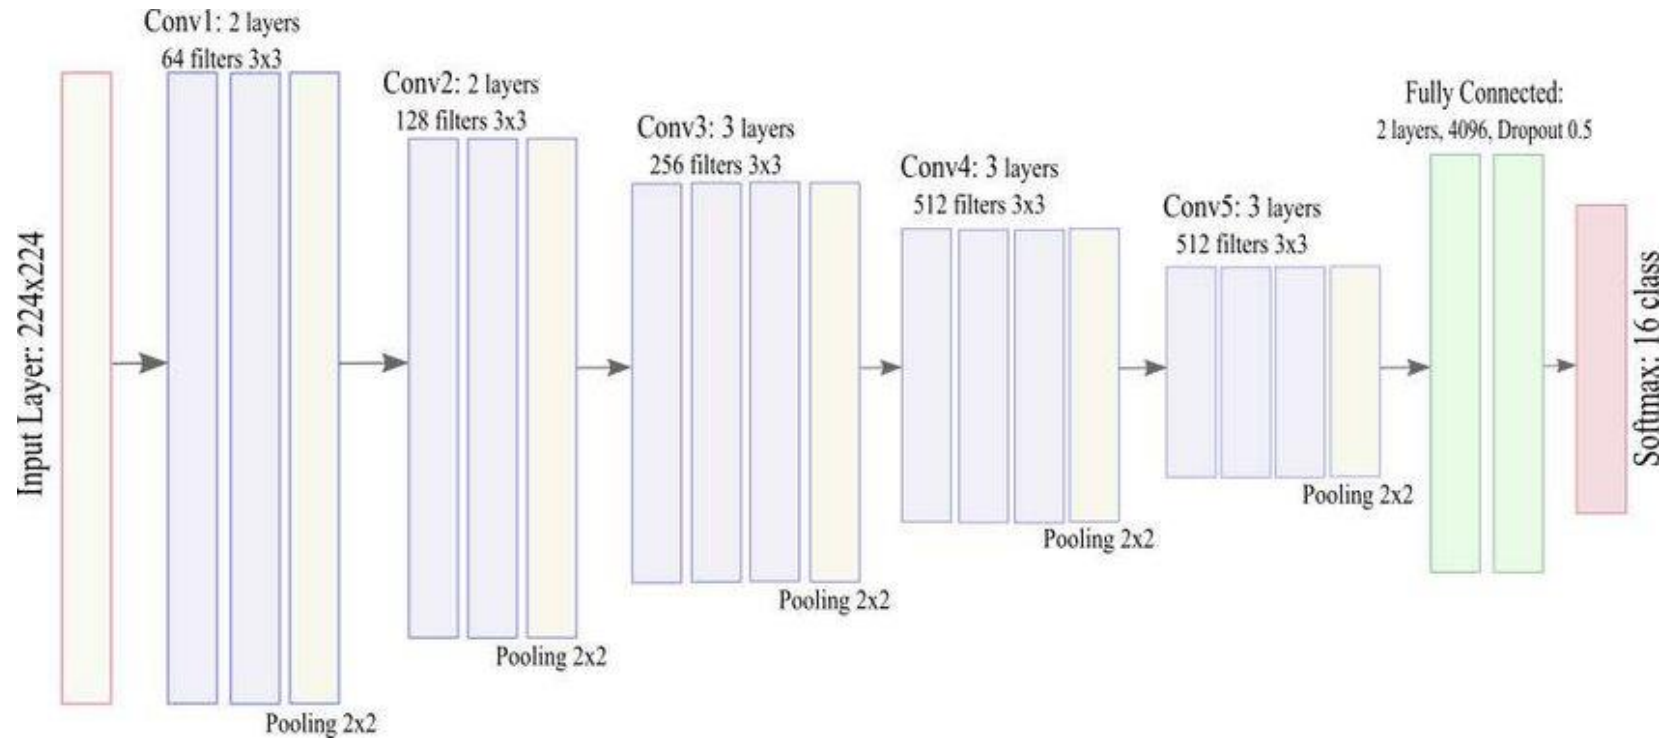 Input Layer: 224x224
Conv1: 2 layers
64 filters 3x3
Pooling 2x2
Conv2: 2 layers
128 filters 3x3
Pooling 2x2
Conv3: 3 layers
256 filters 3x3
Pooling 2x2
Conv4: 3 layers
512 filters 3x3
Pooling 2x2
Conv5: 3 layers
512 filters 3x3
Pooling 2x2
Fully Connected:
2 layers, 4096, Dropout 0.5
Softmax: 16 class